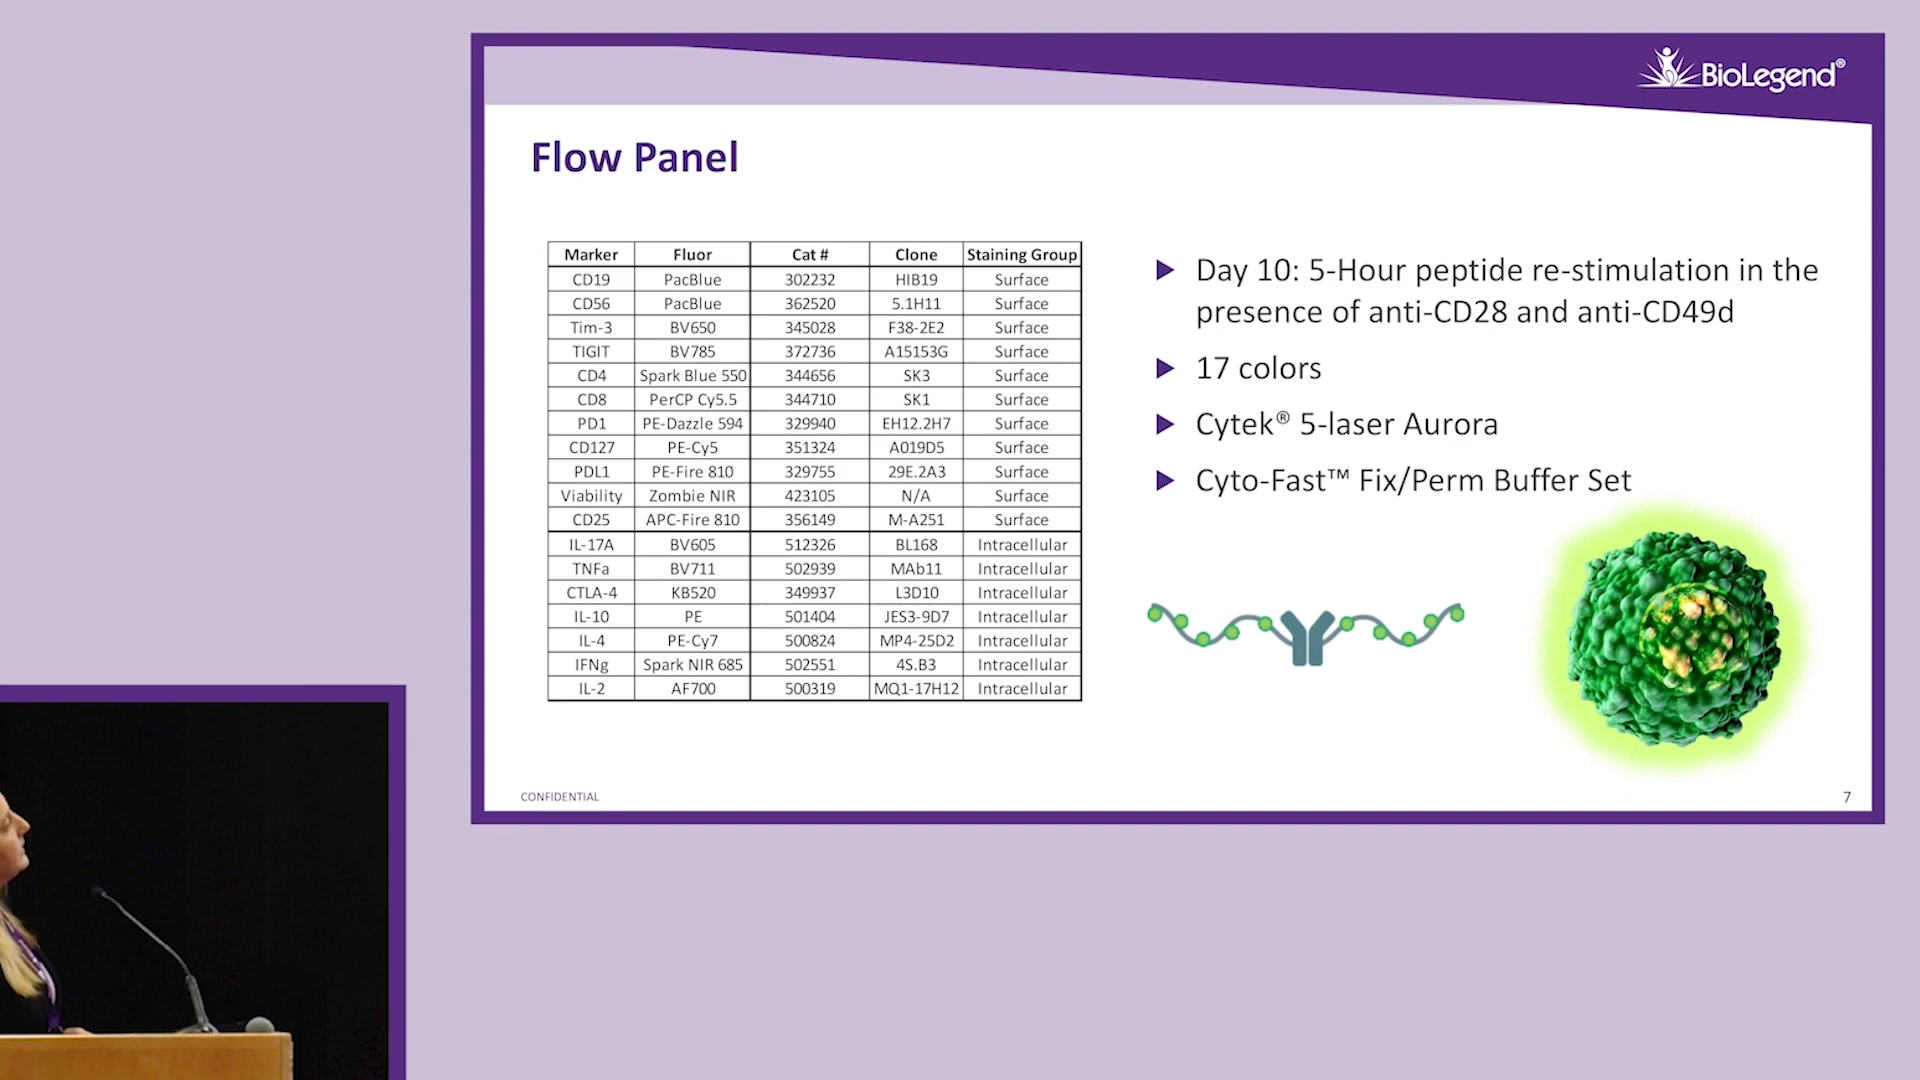 BioLegend®
Flow Panel
Marker Fluor Cat # Clone Staining Group
CD19 PacBlue 302232 HIB19 Surface
CD56 PacBlue 362520 5.1H11 Surface
Tim-3 BV650 345028 F38-2E2 Surface
TIGIT BV785 372736 A15153G Surface
CD4 Spark Blue 550 344656 SK3 Surface
CD8 PerCP Cy5.5 344710 SK1 Surface
PD1 PE-Dazzle 594 329940 EH12.2H7 Surface
CD127 PE-Cy5 351324 A019D5 Surface
PDL1 PE-Fire 810 329755 29E.2A3 Surface
Viability Zombie NIR 423105 N/A Surface
CD25 APC-Fire 810 356149 M-A251 Surface
IL-17A BV605 512326 BL168 Intracellular
TNFa BV711 502939 MAb11 Intracellular
CTLA-4 KB520 349937 L3D10 Intracellular
IL-10 PE 501404 JES3-9D7 Intracellular
IL-4 PE-Cy7 500824 MP4-25D2 Intracellular
IFNg Spark NIR 685 502551 4S.B3 Intracellular
IL-2 AF700 500319 MQ1-17H12 Intracellular
Day 10: 5-Hour peptide re-stimulation in the
presence of anti-CD28 and anti-CD49d
17 colors
Cytek® 5-laser Aurora
Cyto-Fast™ Fix/Perm Buffer Set
CONFIDENTIAL
7